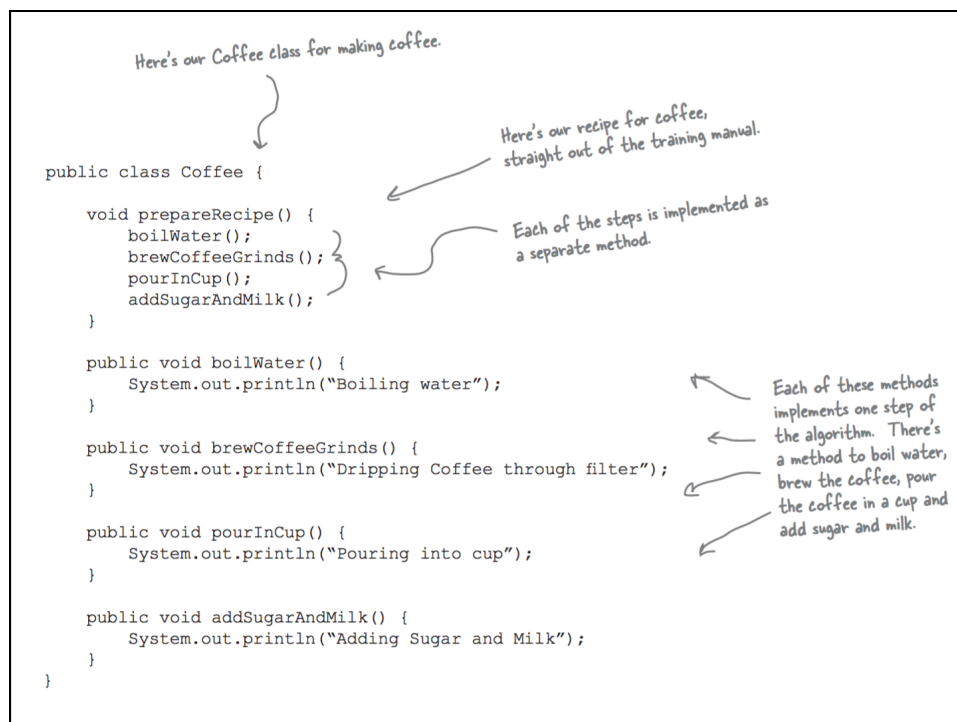 Here's our Coffee class for making coffee.
Here's our recipe for coffee,
straight out of the training manual.
public class Coffee {
void prepareRecipe() {
boilWater();
brewCoffeeGrinds();
pourInCup();
addSugarAndMilk();
}
Each of the steps is implemented as
a separate method.
public void boilWater() {
System.out.println(“Boiling water”);
}
public void brewCoffeeGrinds() {
System.out.println(“Dripping Coffee through filter”);
}
public void pourInCup() {
System.out.println(“Pouring into cup”);
}
public void addSugarAndMilk() {
System.out.println(“Adding Sugar and Milk”);
}
}
Each of these methods
implements one step of
the algorithm. There's
a method to boil water,
brew the coffee, pour
the coffee in a cup and
add sugar and milk.